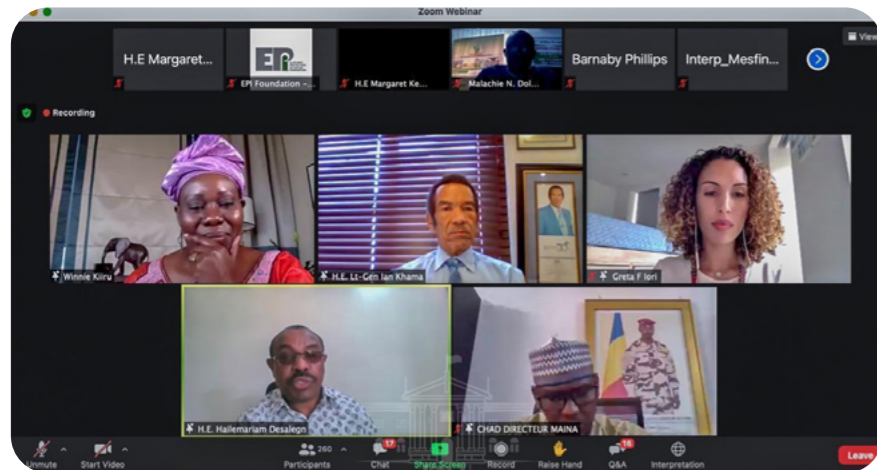 Zoom Webinar
View
H.E Margaret...
EPI
EPI Foundation -...
H.E Margaret Ke...
Malachie N. Dol...
Barnaby Phillips
Interp_Mesfin...
Recording
Winnie Kiiru
H.E. Lt-Gen Ian Khama
Greta F Iori
H.E. Hailemariam Desalegn
CHAD DIRECTEUR MAINA
Unmute
Start Video
260
Participants
17
Chat
Share Screen
Record
Raise Hand
16
Q&A
Interpretation
Leave